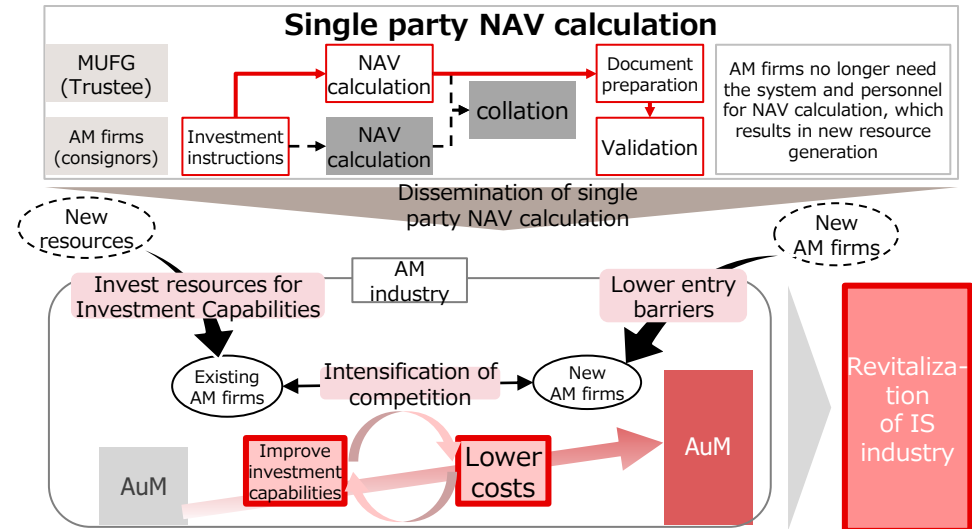 Single party NAV calculation
MUFG
(Trustee)
NAV
calculation
Document
preparation
AM firms no longer need
the system and personnel
for NAV calculation, which
results in new resource
generation
collation
AM firms
(consignors)
Investment
instructions
NAV
calculation
Validation
Dissemination of single
party NAV calculation
New
resources
New
AM firms
AM
industry
Invest resources for
Investment Capabilities
Lower entry
barriers
Existing
AM firms
Intensification of
competition
New
AM firms
Revitaliza-
tion
of IS
industry
AuM
Improve
investment
capabilities
Lower
costs
AuM